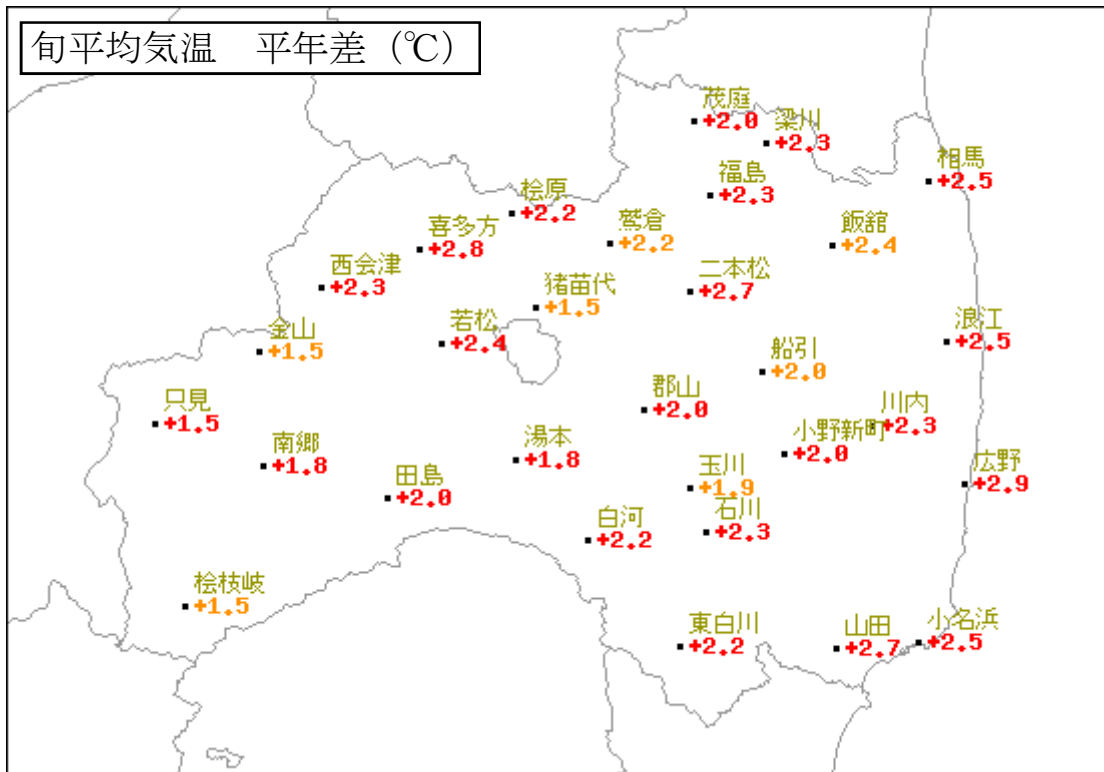 旬平均気温　平年差（℃）
茂庭
+2.0
梁川
+2.3
相馬
+2.5
福島
+2.3
桧原
+2.2
鷲倉
+2.2
飯舘
+2.4
喜多方
+2.8
西会津
+2.3
猪苗代
+1.5
二本松
+2.7
金山
+1.5
若松
+2.4
浪江
+2.5
船引
+2.0
只見
+1.5
郡山
+2.0
川内
+2.3
南郷
+1.8
湯本
+1.8
小野新町
+2.0
田島
+2.0
玉川
+1.9
広野
+2.9
白河
+2.2
石川
+2.3
桧枝岐
+1.5
東白川
+2.2
山田
+2.7
小名浜
+2.5